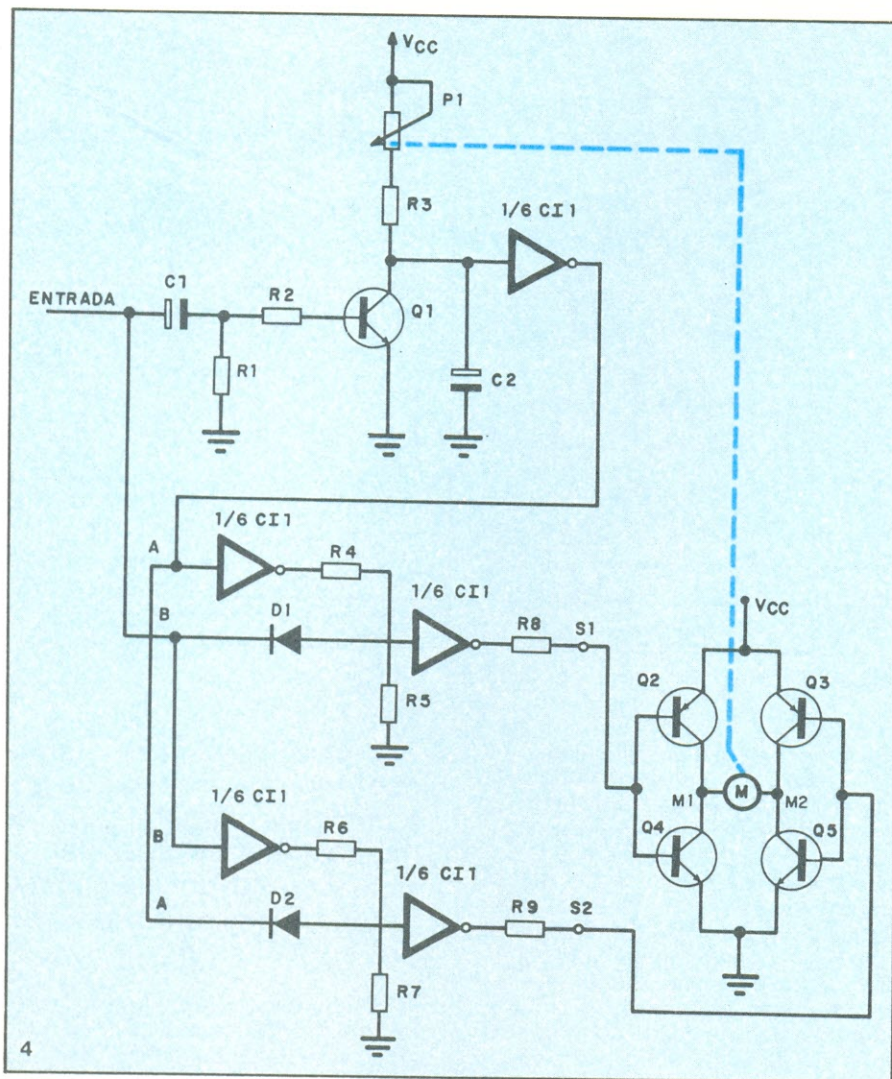 VCC
P1
R3
1/6 CI1
ENTRADA
C1
R2
Q1
R1
C2
1/6 CI1
A
R4
1/6 CI1
B
D1
R8
S1
VCC
R5
Q2
Q3
1/6 CI1
M1
M
M2
B
R6
1/6 CI1
Q4
Q5
A
D2
R9
S2
R7
4